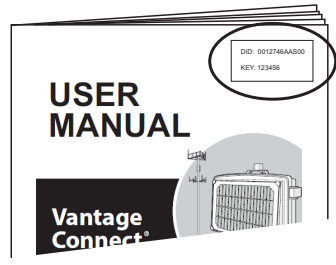 DID: 0012746AAS00
KEY: 123456
USER
MANUAL
Vantage
Connect®